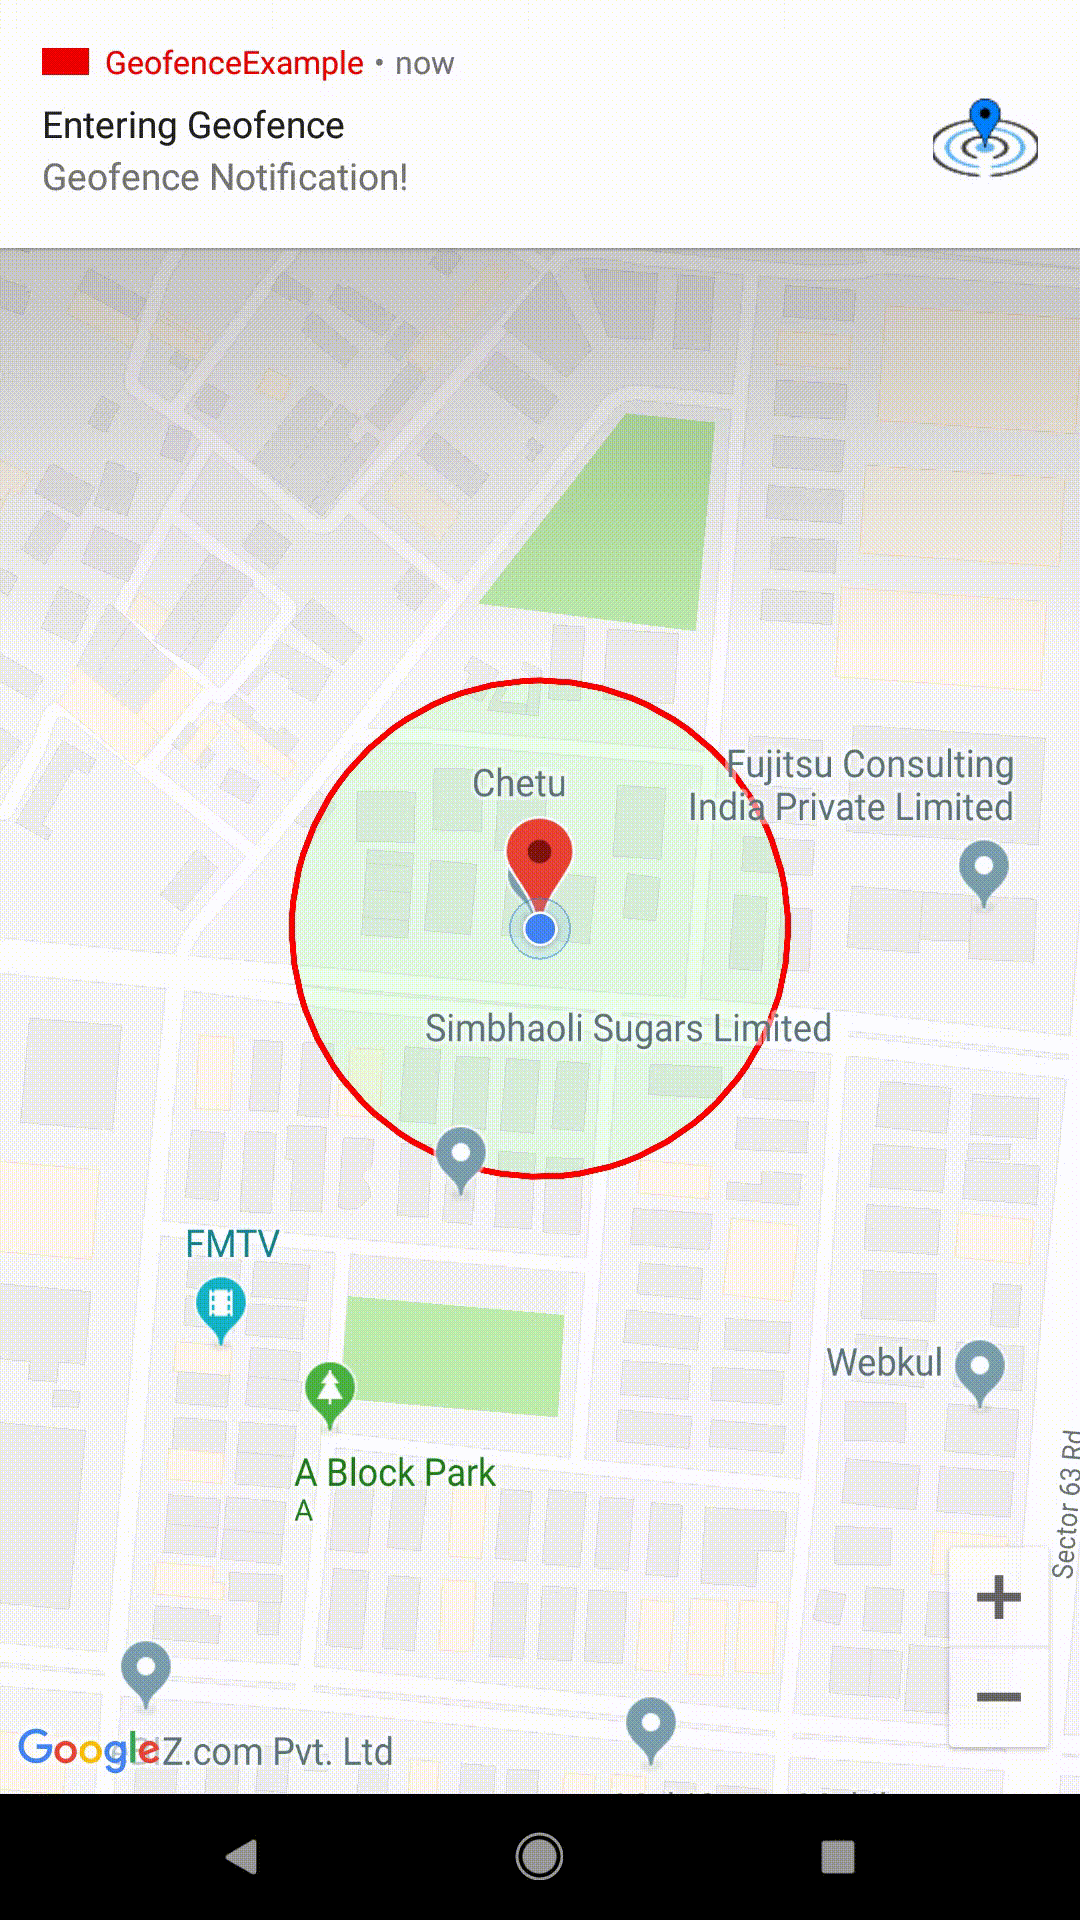 GeofenceExample • now
Entering Geofence
Geofence Notification!
Chetu
Fujitsu Consulting
India Private Limited
Simbhaoli Sugars Limited
FMTV
Webkul
A Block Park
A
Sector 63 Rd
+
−
Google
Z.com Pvt. Ltd